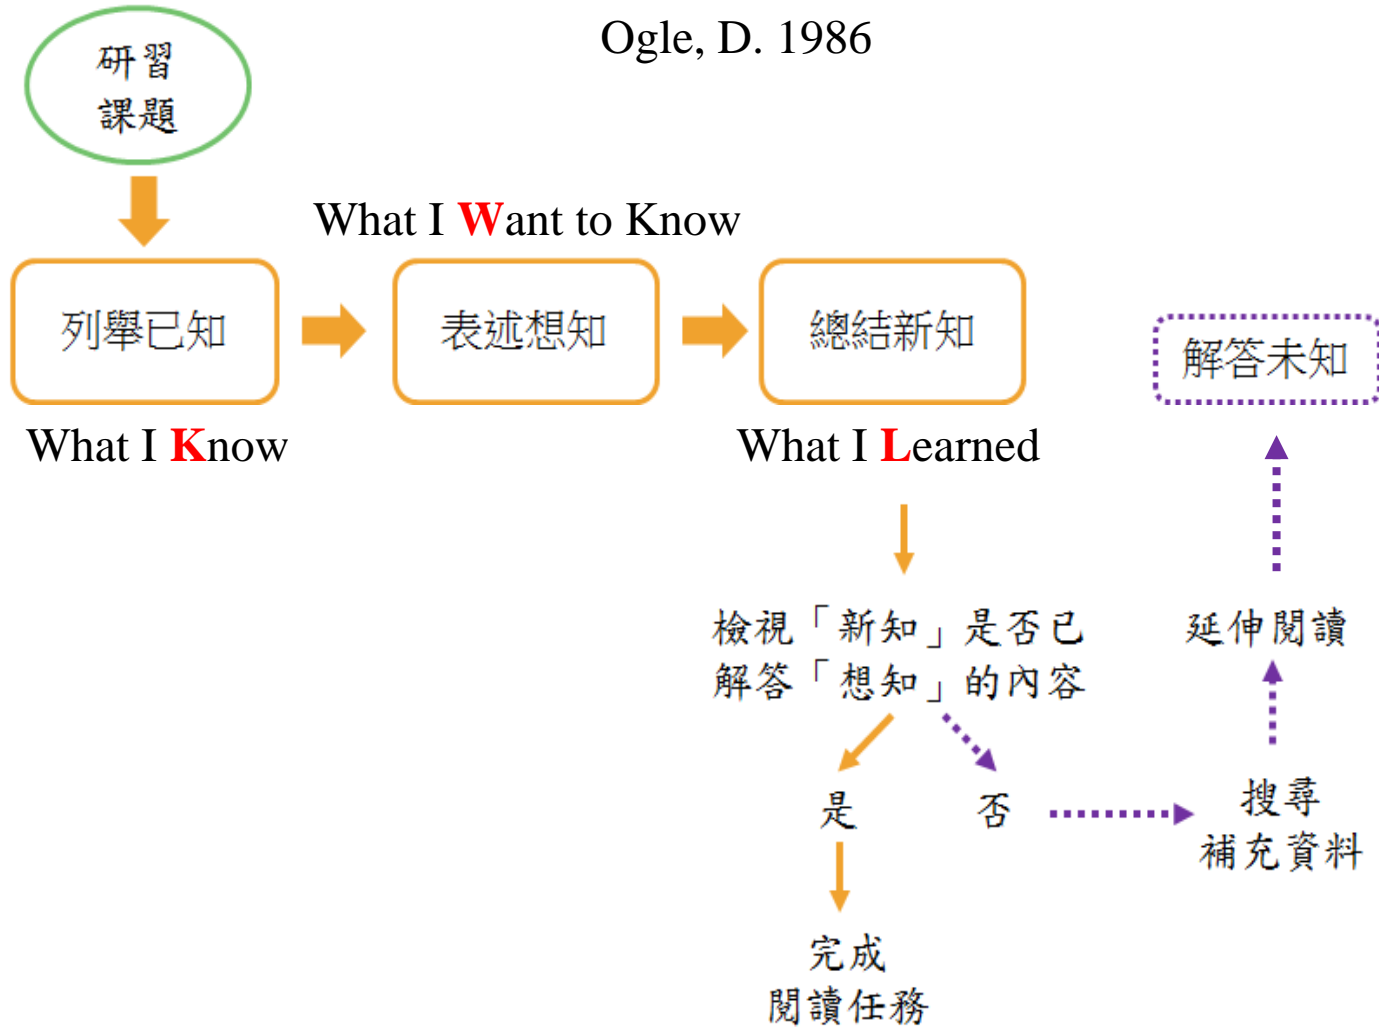 Ogle, D. 1986
研習
課題
What I Want to Know
列舉已知
表述想知
總結新知
解答未知
What I Know
What I Learned
檢視「新知」是否已
解答「想知」的內容
延伸閱讀
是
否
搜尋
補充資料
完成
閱讀任務